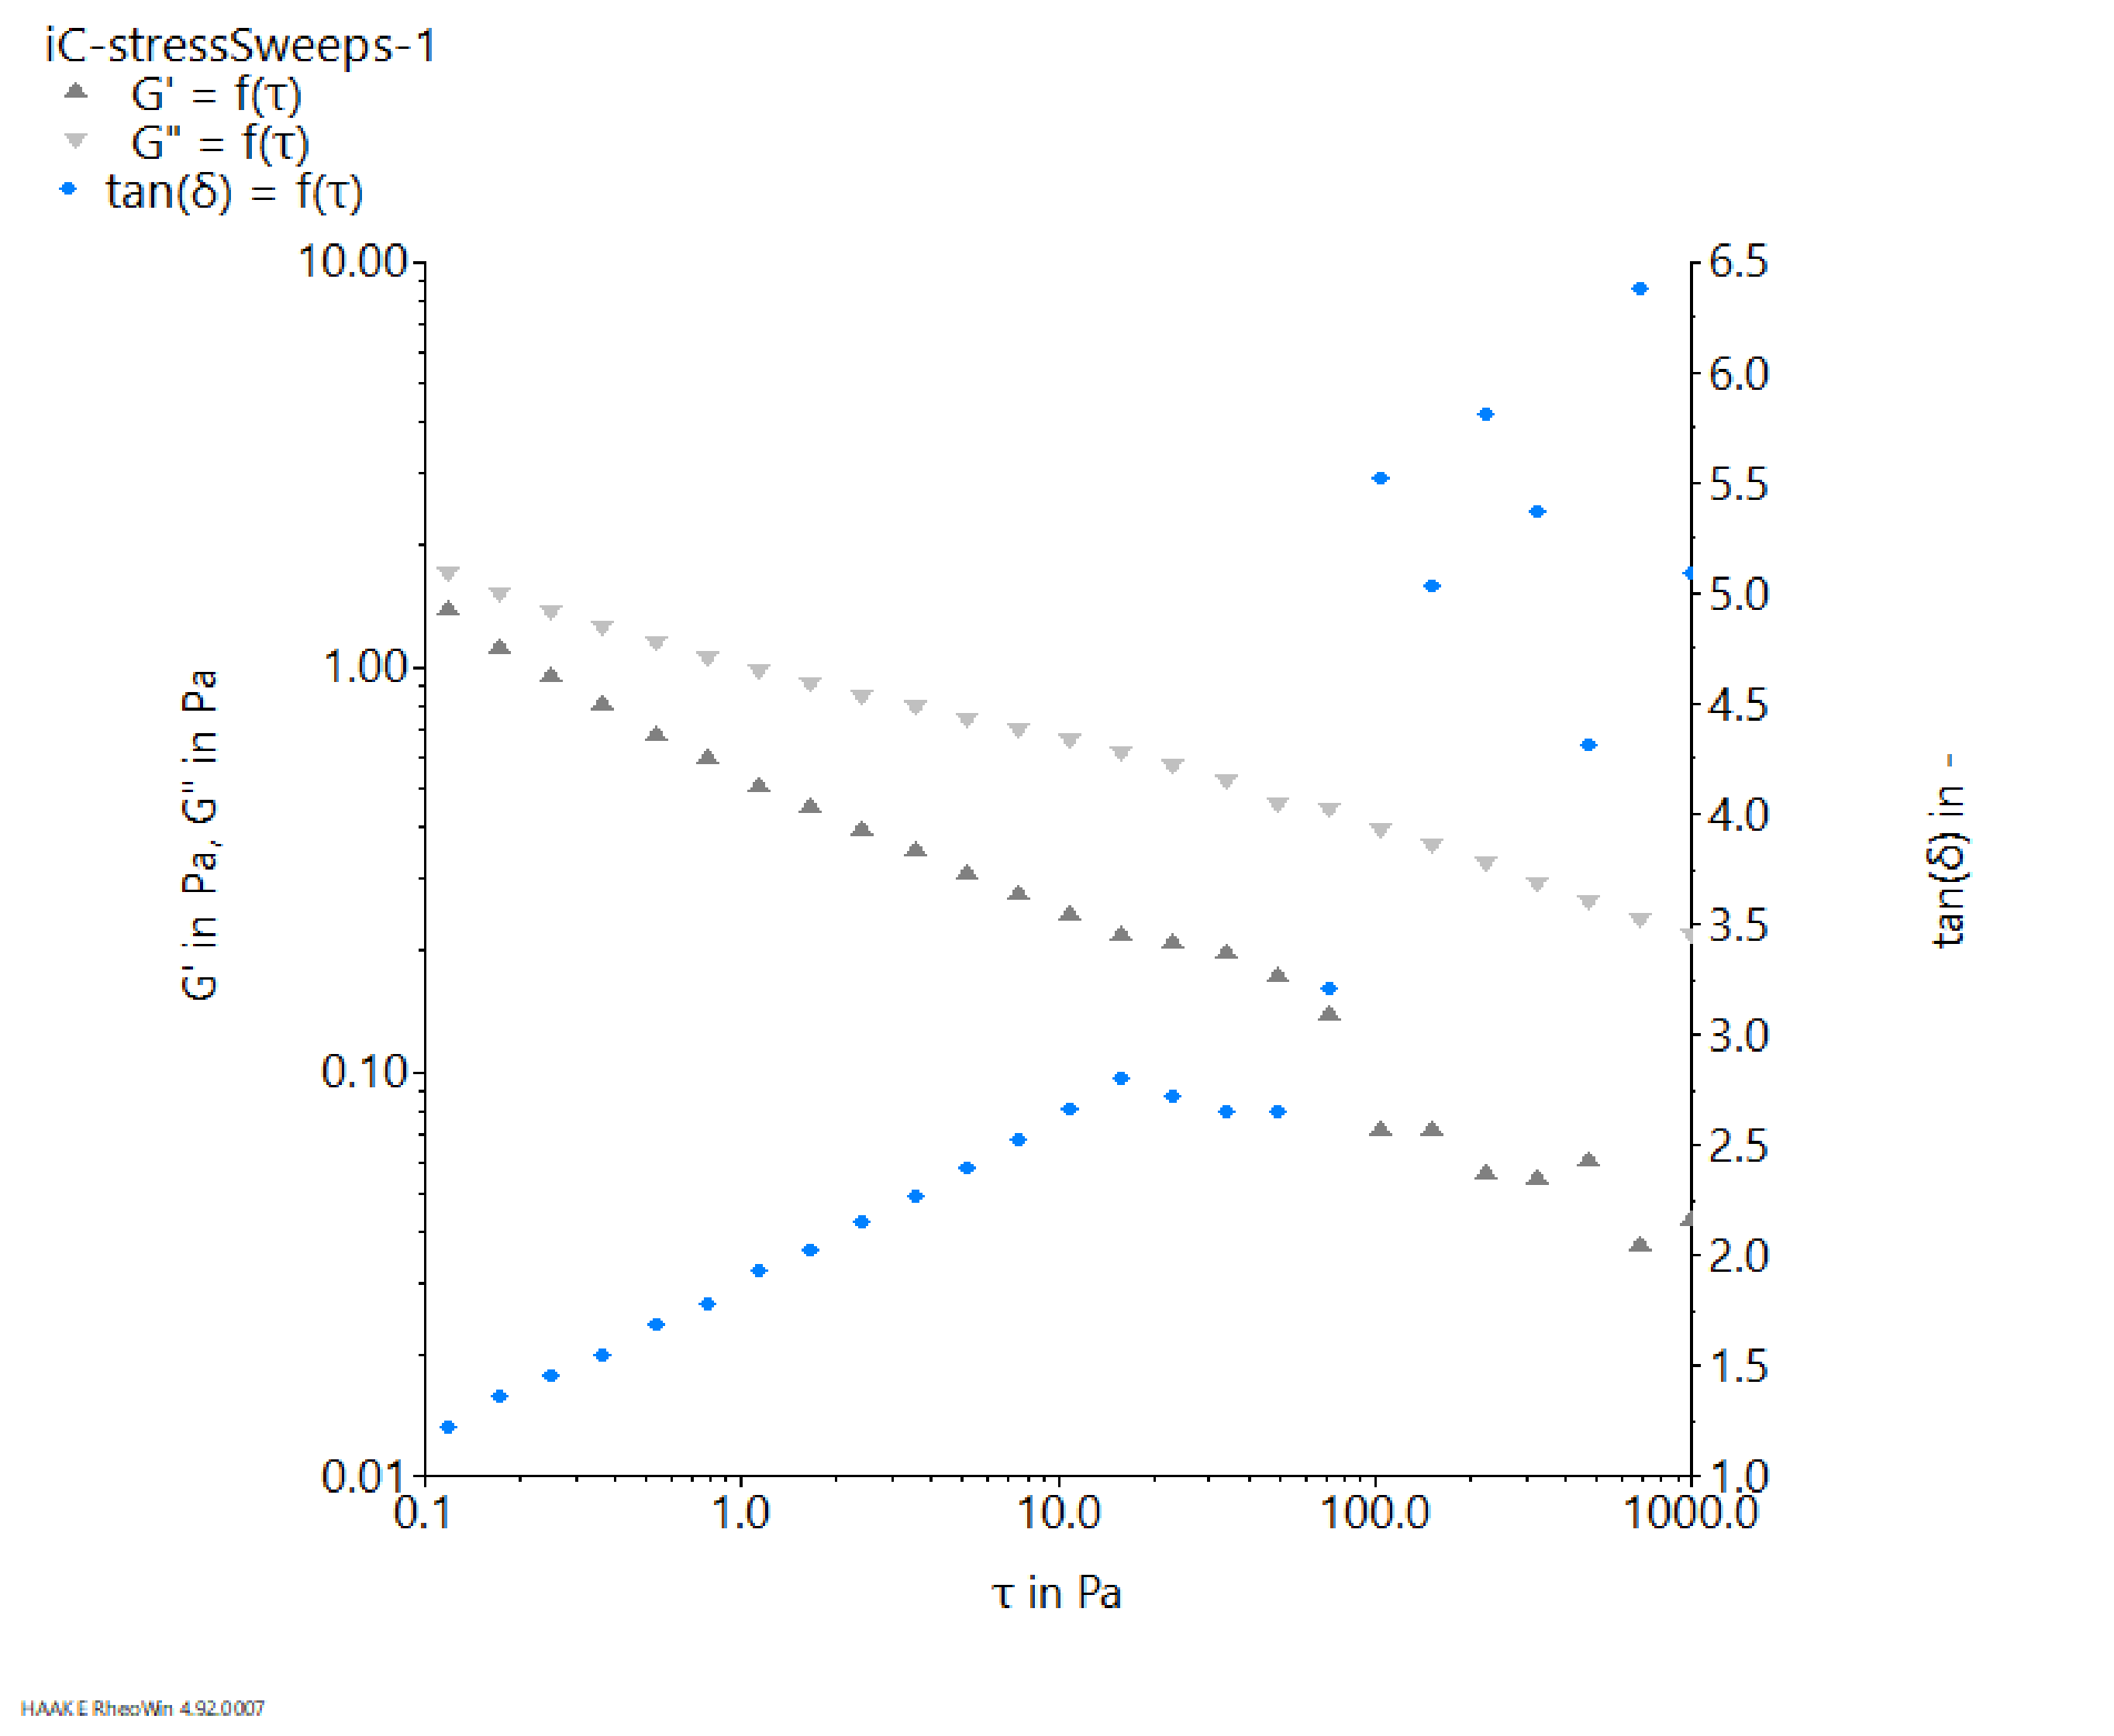 iC-stressSweeps-1
G' = f(τ)
G" = f(τ)
tan(δ) = f(τ)
10.00
1.00
0.10
0.01
G' in Pa, G" in Pa
6.5
6.0
5.5
5.0
4.5
4.0
3.5
3.0
2.5
2.0
1.5
1.0
tan(δ) in -
0.1 1.0 10.0 100.0 1000.0
τ in Pa
HAAKE RheoWin 4.92.0007